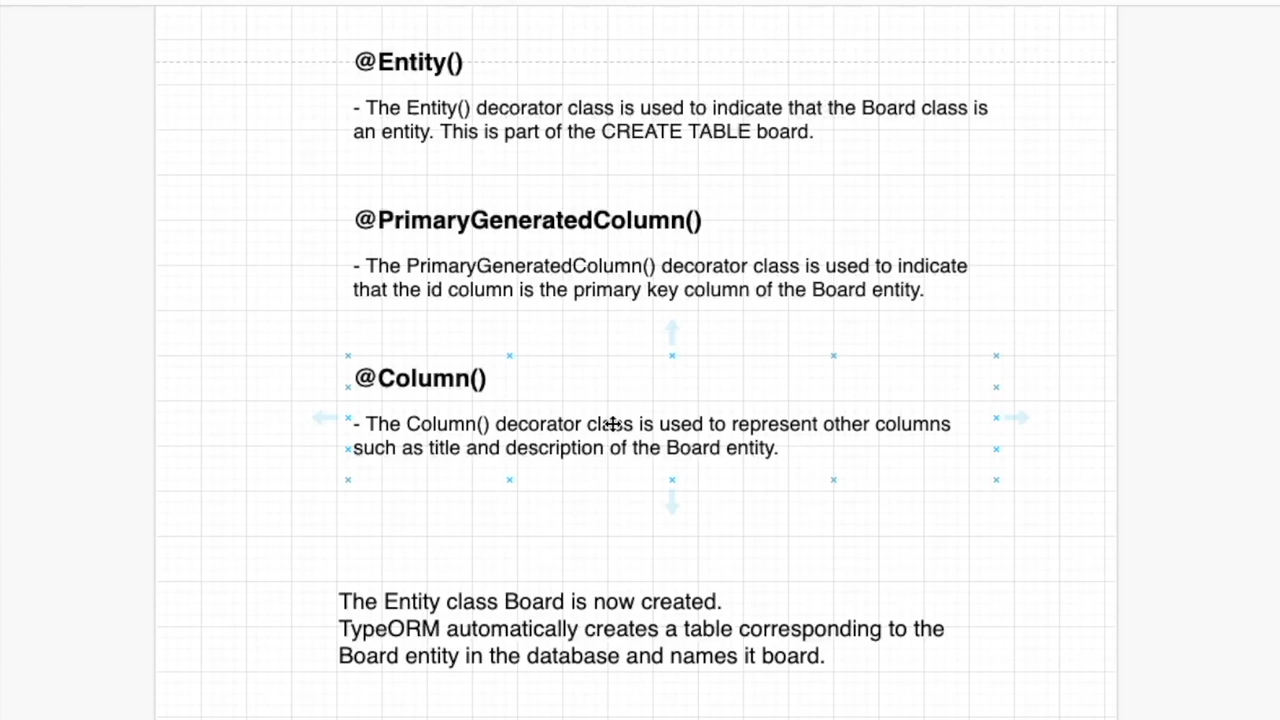 @Entity()
- The Entity() decorator class is used to indicate that the Board class is
an entity. This is part of the CREATE TABLE board.
@PrimaryGeneratedColumn()
- The PrimaryGeneratedColumn() decorator class is used to indicate
that the id column is the primary key column of the Board entity.
@Column()
- The Column() decorator class is used to represent other columns
such as title and description of the Board entity.
The Entity class Board is now created.
TypeORM automatically creates a table corresponding to the
Board entity in the database and names it board.